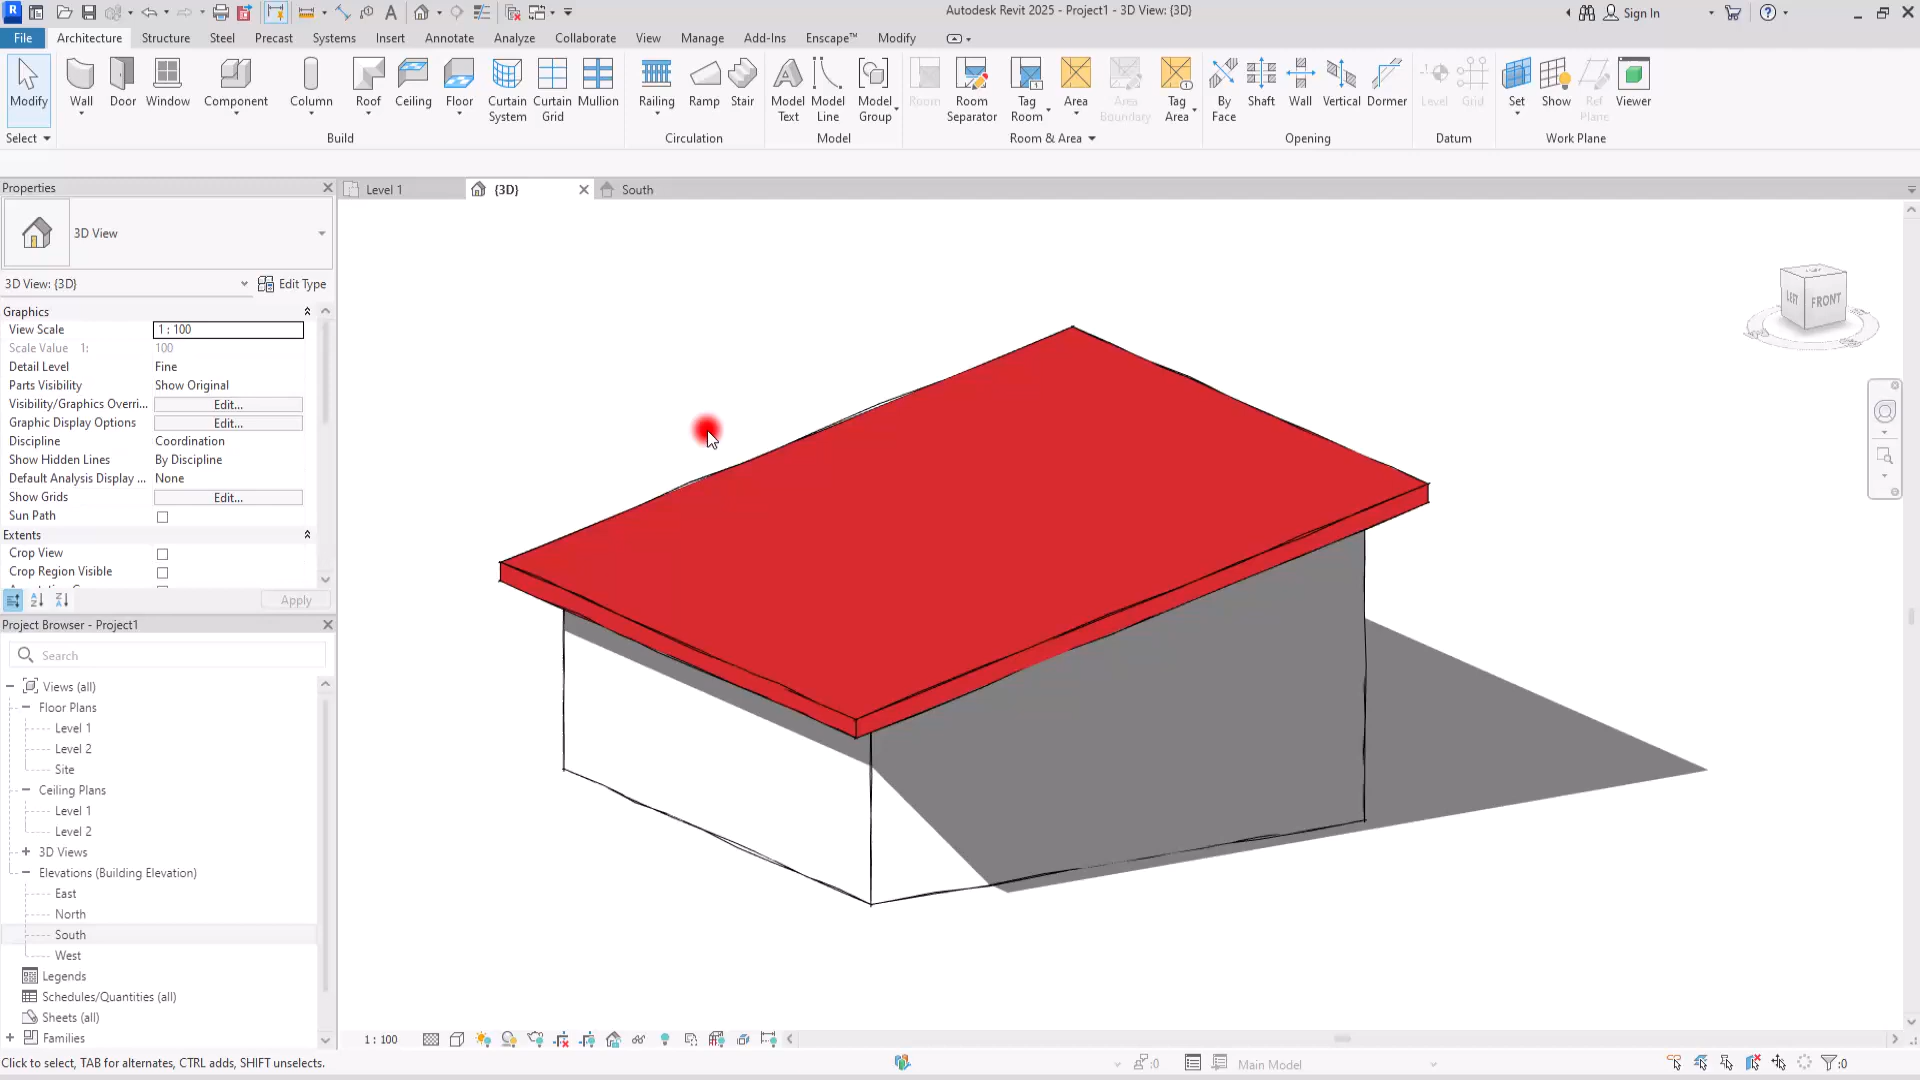 Autodesk Revit 2025 - Project1 - 3D View: {3D}
Sign In
File Architecture Structure Steel Precast Systems Insert Annotate Analyze Collaborate View Manage Add-Ins Enscape™ Modify
Modify Wall Door Window Component Column Roof Ceiling Floor Curtain System Curtain Grid Mullion Railing Ramp Stair Model Text Model Line Model Group Room Room Separator Tag Room Area Area Boundary Tag Area By Face Shaft Wall Vertical Dormer Level Grid Set Show Ref Plane Viewer
Select Build Circulation Model Room & Area Opening Datum Work Plane
Properties
Level 1 {3D} South
3D View
3D View: {3D} Edit Type
Graphics
View Scale 1 : 100
Scale Value 1: 100
Detail Level Fine
Parts Visibility Show Original
Visibility/Graphics Overri... Edit...
Graphic Display Options Edit...
Discipline Coordination
Show Hidden Lines By Discipline
Default Analysis Display ... None
Show Grids Edit...
Sun Path
Extents
Crop View
Crop Region Visible
Apply
LEFT FRONT
Project Browser - Project1
Search
Views (all)
Floor Plans
Level 1
Level 2
Site
Ceiling Plans
Level 1
Level 2
3D Views
Elevations (Building Elevation)
East
North
South
West
Legends
Schedules/Quantities (all)
Sheets (all)
Families
1 : 100
Click to select, TAB for alternates, CTRL adds, SHIFT unselects.
:0
Main Model
:0